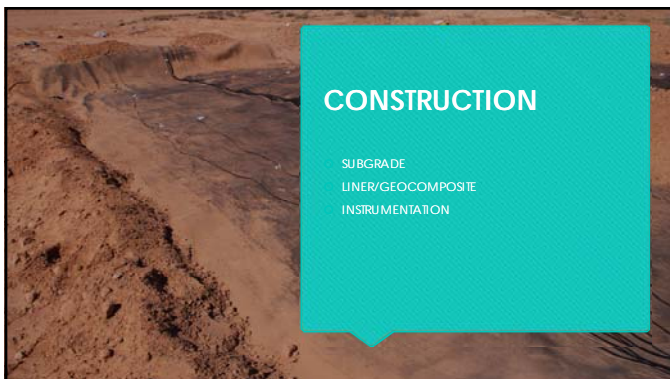 CONSTRUCTION
SUBGRADE
LINER/GEOCOMPOSITE
INSTRUMENTATION